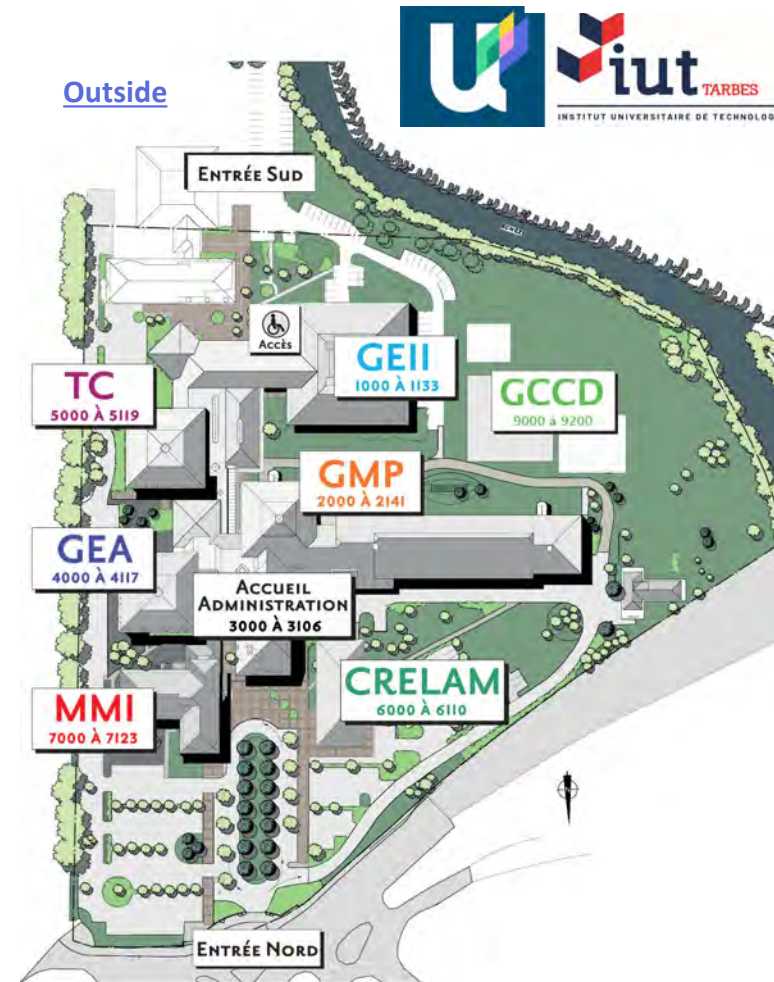 Outside
iut TARBES
INSTITUT UNIVERSITAIRE DE TECHNOLOG
ENTRÉE SUD
ACCÈS
GEII
1000 À 1133
TC
5000 À 5119
GCCD
9000 à 9200
GMP
2000 À 2141
GEA
4000 À 4117
ACCUEIL
ADMINISTRATION
3000 À 3106
CRELAM
6000 À 6110
MMI
7000 À 7123
ENTRÉE NORD